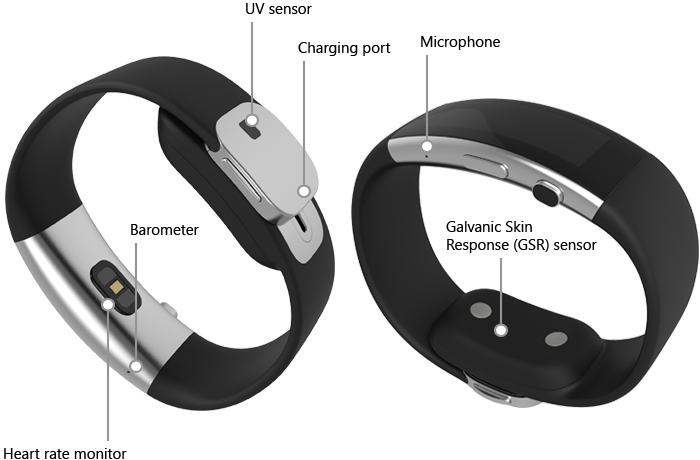 UV sensor
Charging port
Microphone
Barometer
Galvanic Skin
Response (GSR) sensor
Heart rate monitor